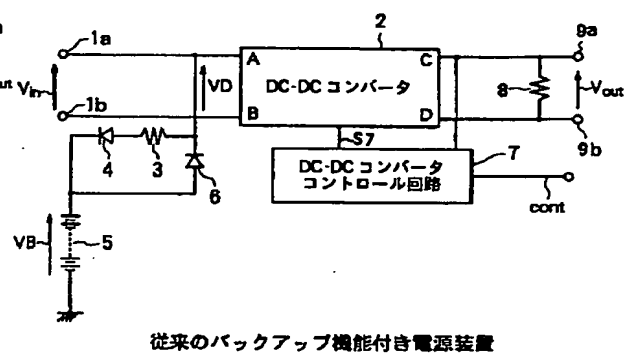 2
1a
9a
A
C
out
Vin
VD
DC-DC コンバータ
8
Vout
1b
B
D
9b
S7
4
3
6
DC-DC コンバータ
コントロール回路
7
cont
VB
5
従来のバックアップ機能付き電源装置